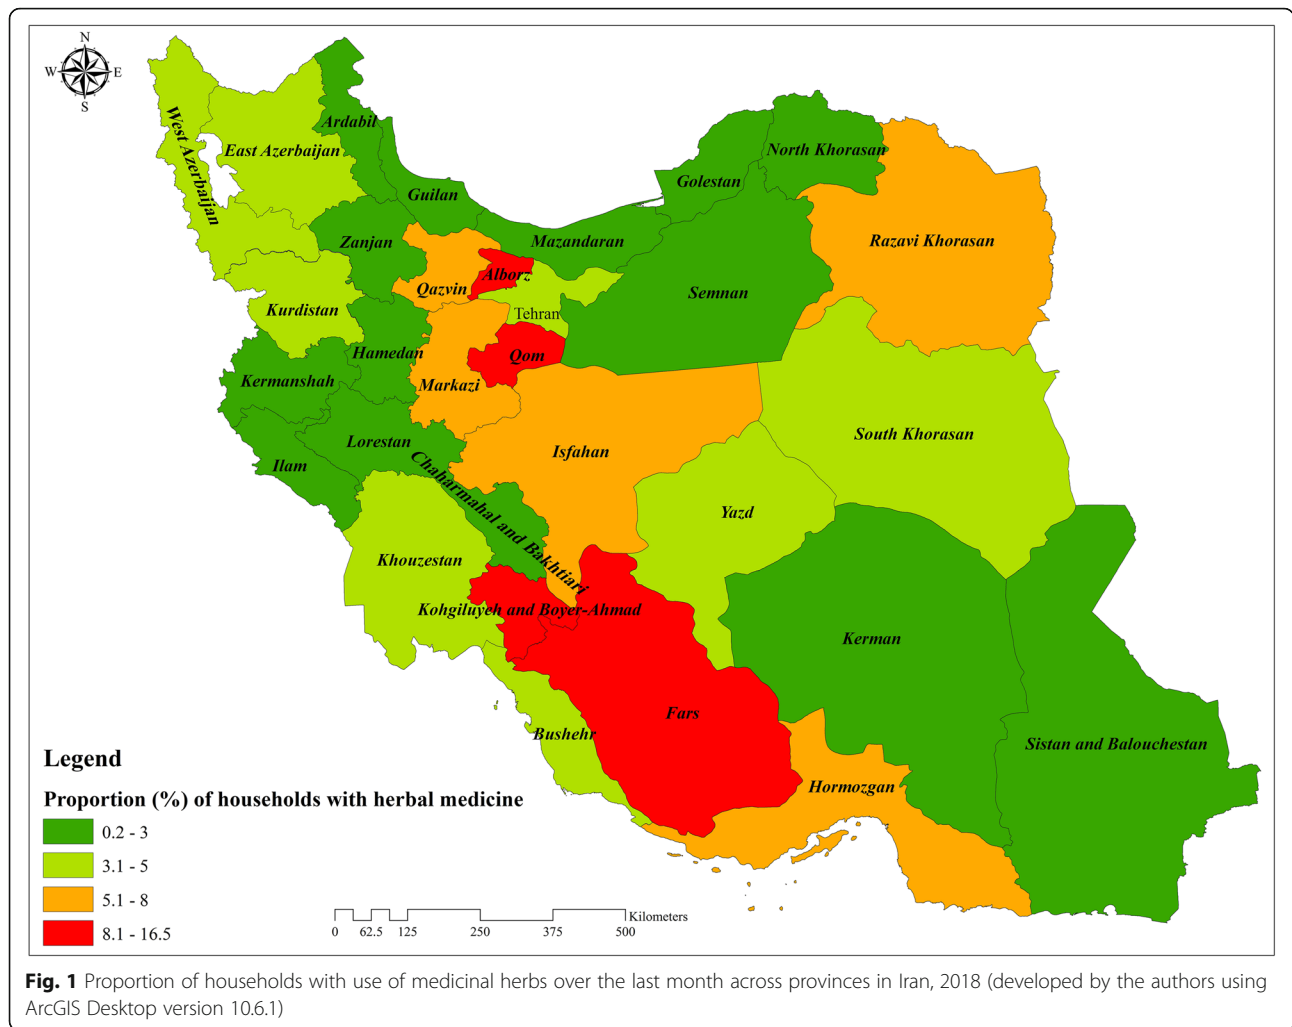 N
W E
S
Ardabil
West Azerbaijan
East Azerbaijan
North Khorasan
Golestan
Guilan
Zanjan
Mazandaran
Razavi Khorasan
Alborz
Qazvin
Semnan
Kurdistan
Tehran
Hamedan
Qom
Kermanshah
Markazi
South Khorasan
Lorestan
Isfahan
Ilam
Chaharmahal and Bakhtiari
Yazd
Khouzestan
Kohgiluyeh and Boyer-Ahmad
Kerman
Fars
Bushehr
Sistan and Balouchestan
Hormozgan
Legend
Proportion (%) of households with herbal medicine
0.2 - 3
3.1 - 5
5.1 - 8
8.1 - 16.5
Kilometers
0 62.5 125 250 375 500
Fig. 1 Proportion of households with use of medicinal herbs over the last month across provinces in Iran, 2018 (developed by the authors using
ArcGIS Desktop version 10.6.1)